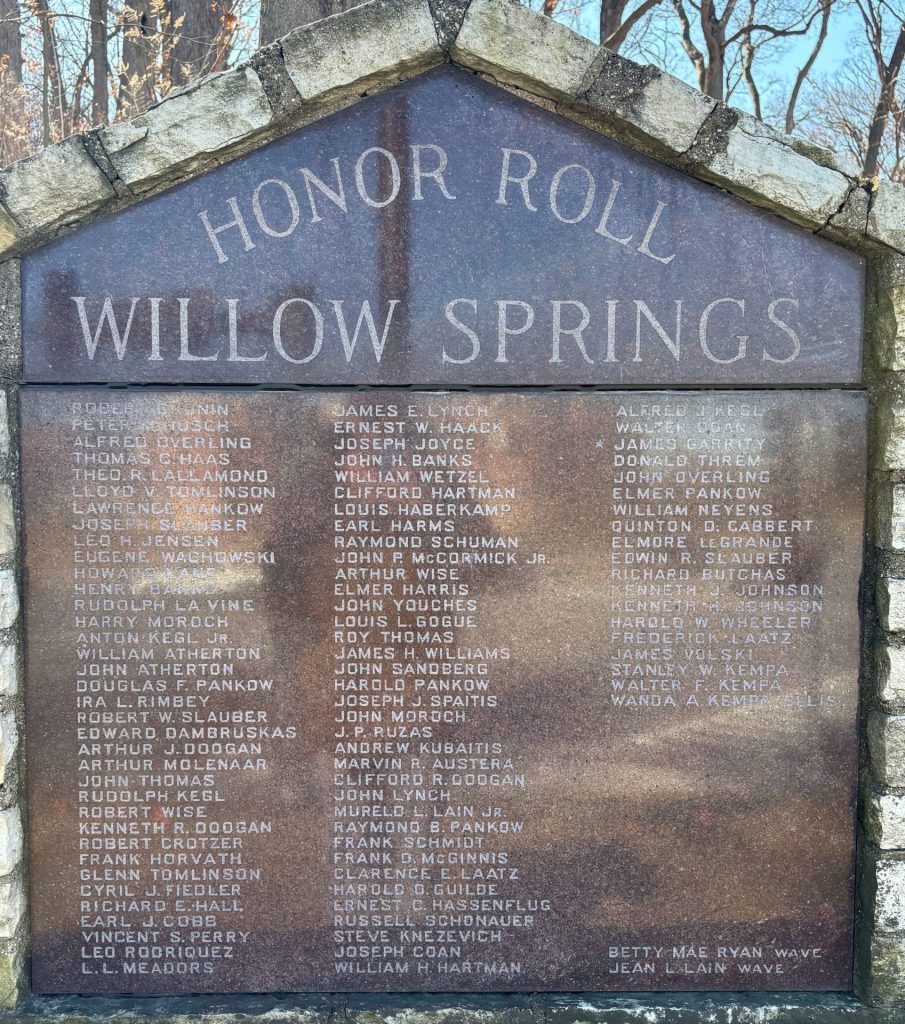 HONOR ROLL
WILLOW SPRINGS
ROBERT CRONIN
PETER HUSCH
ALFRED OVERLING
THOMAS C. HAAS
THEO. R. LALLAMOND
LLOYD V. TOMLINSON
LAWRENCE PANKOW
JOSEPH SLAUBER
LEO H. JENSEN
EUGENE WACHOWSKI
HOWARD
HENRY
RUDOLPH LA VINE
HARRY MOROCH
ANTON KEGL JR.
WILLIAM ATHERTON
JOHN ATHERTON
DOUGLAS F. PANKOW
IRA L. RIMBEY
ROBERT W. SLAUBER
EDWARD DAMBRUSKAS
ARTHUR J. DOOGAN
ARTHUR MOLENAAR
JOHN THOMAS
RUDOLPH KEGL
ROBERT WISE
KENNETH R. DOOGAN
ROBERT CROTZER
FRANK HORVATH
GLENN TOMLINSON
CYRIL J. FIEDLER
RICHARD E. HALL
EARL J. COBB
VINCENT S. PERRY
LEO RODRIQUEZ
L. L. MEADORS
JAMES E. LYNCH
ERNEST W. HAACK
JOSEPH JOYCE
JOHN H. BANKS
WILLIAM WETZEL
CLIFFORD HARTMAN
LOUIS HABERKAMP
EARL HARMS
RAYMOND SCHUMAN
JOHN P. McCORMICK JR.
ARTHUR WISE
ELMER HARRIS
JOHN YOUCHES
LOUIS L. GOGUE
ROY THOMAS
JAMES H. WILLIAMS
JOHN SANDBERG
HAROLD PANKOW
JOSEPH J. SPAITIS
JOHN MOROCH
J. P. RUZAS
ANDREW KUBAITIS
MARVIN R. AUSTERA
CLIFFORD R. DOOGAN
JOHN LYNCH
MURELD L. LAIN JR.
RAYMOND B. PANKOW
FRANK SCHMIDT
FRANK D. McGINNIS
CLARENCE E. LAATZ
HAROLD O. GUILDE
ERNEST C. HASSENFLUG
RUSSELL SCHONAUER
STEVE KNEZEVICH
JOSEPH COAN
WILLIAM H. HARTMAN
ALFRED J. KEGL
WALTER COAN
★ JAMES GARRITY
DONALD THREM
JOHN OVERLING
ELMER PANKOW
WILLIAM NEYENS
QUINTON D. CABBERT
ELMORE LeGRANDE
EDWIN R. SLAUBER
RICHARD BUTCHAS
KENNETH J. JOHNSON
KENNETH H. JOHNSON
HAROLD W. WHEELER
FREDERICK LAATZ
JAMES VOLSKI
STANLEY W. KEMPA
WALTER F. KEMPA
WANDA A. KEMPA ELLIS
BETTY MAE RYAN WAVE
JEAN L. LAIN WAVE